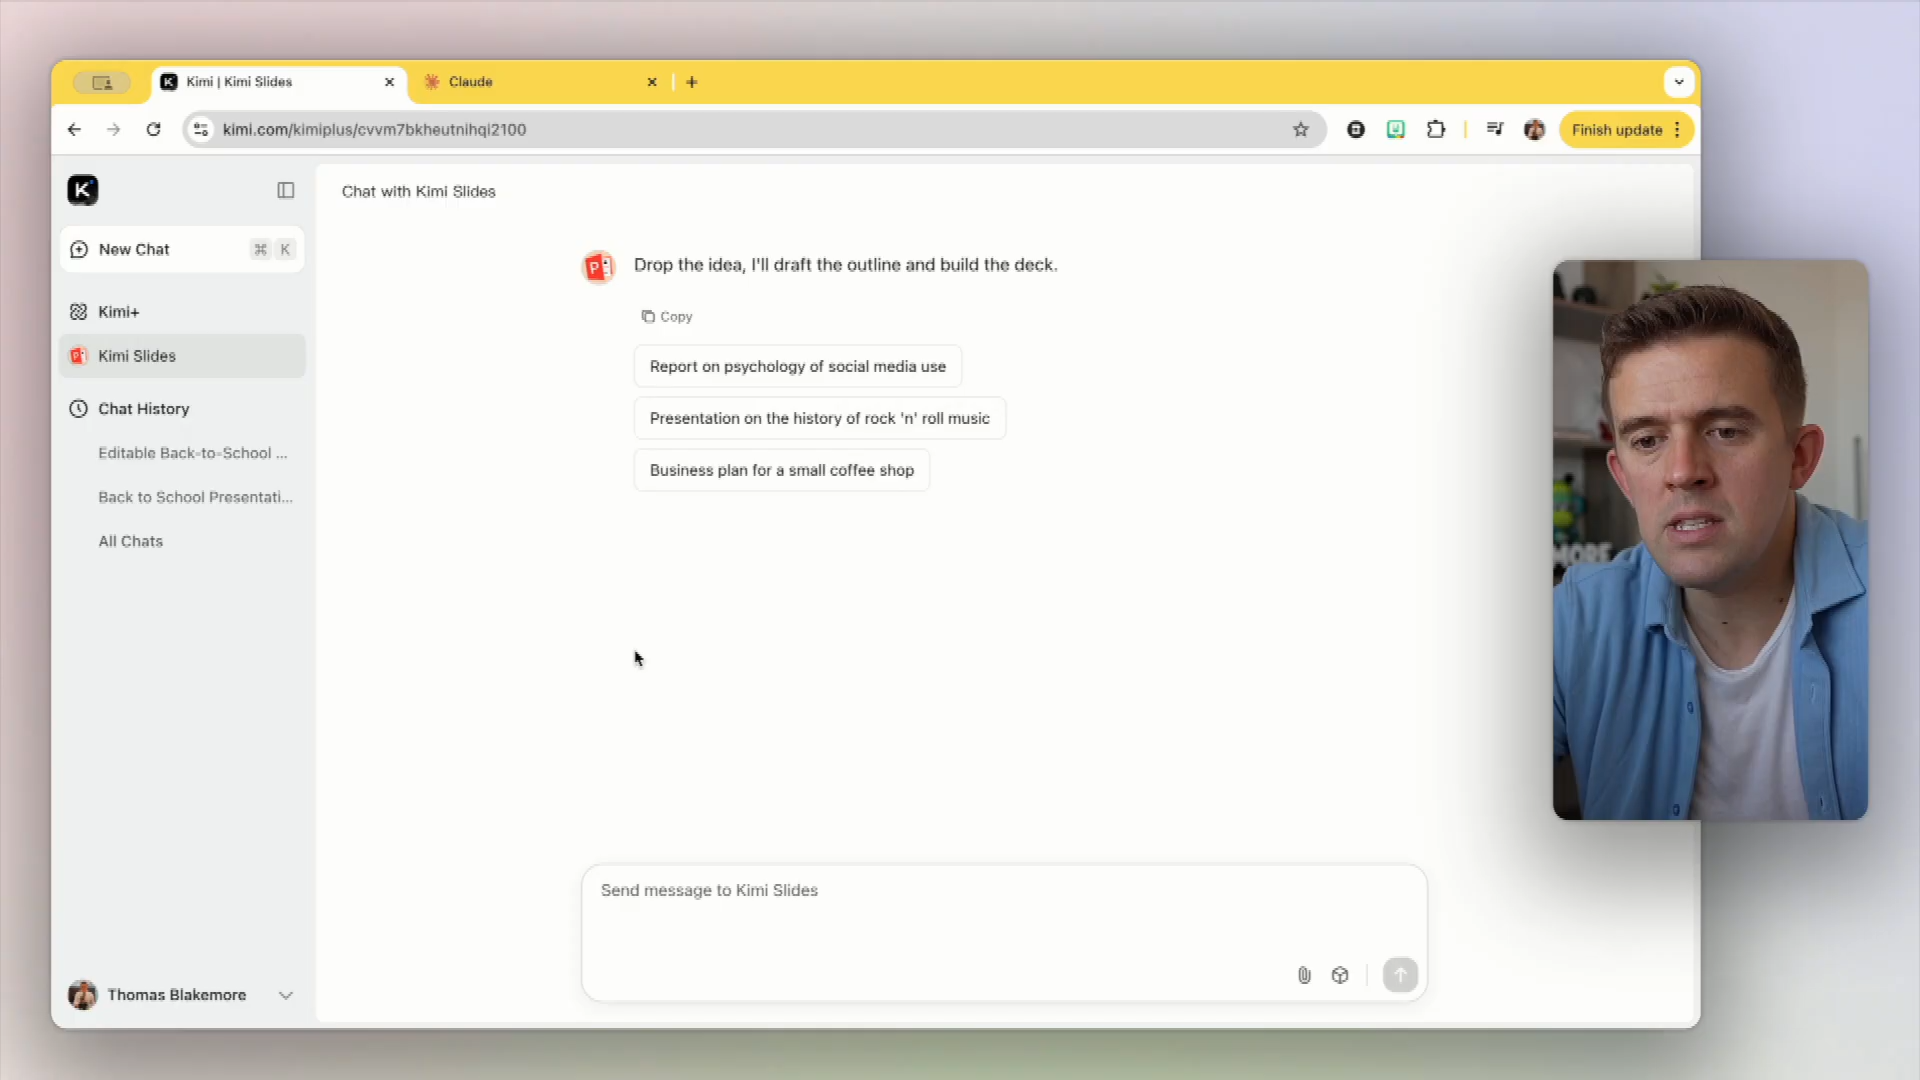 Kimi | Kimi Slides
Claude
kimi.com/kimiplus/cvvm7bkheutnihqi2100
Finish update
K
Chat with Kimi Slides
New Chat
⌘ K
Kimi+
Kimi Slides
Chat History
Editable Back-to-School ...
Back to School Presentati...
All Chats
Thomas Blakemore
Drop the idea, I'll draft the outline and build the deck.
Copy
Report on psychology of social media use
Presentation on the history of rock 'n' roll music
Business plan for a small coffee shop
Send message to Kimi Slides
MORE